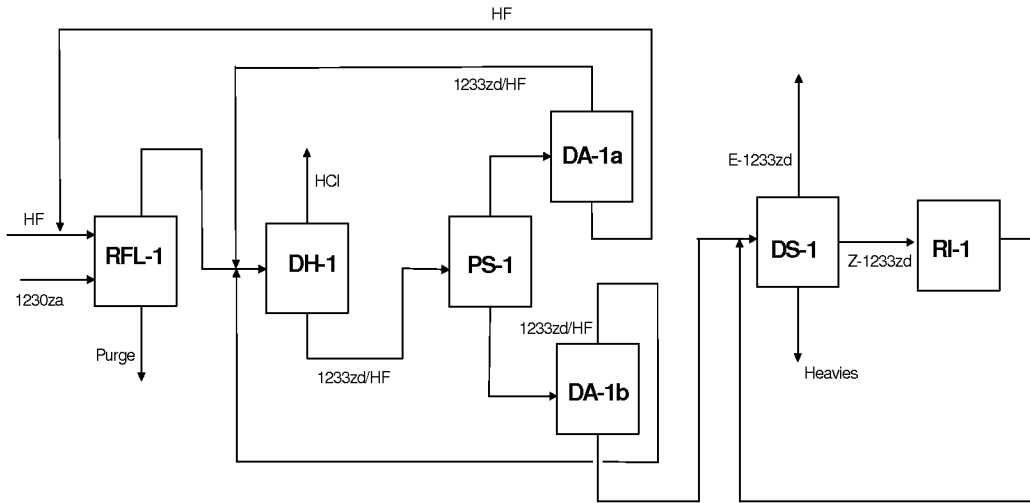 HF
1233zd/HF
DA-1a
E-1233zd
HCl
HF
RFL-1
DH-1
PS-1
DS-1
RI-1
Z-1233zd
1230za
1233zd/HF
Purge
1233zd/HF
Heavies
DA-1b